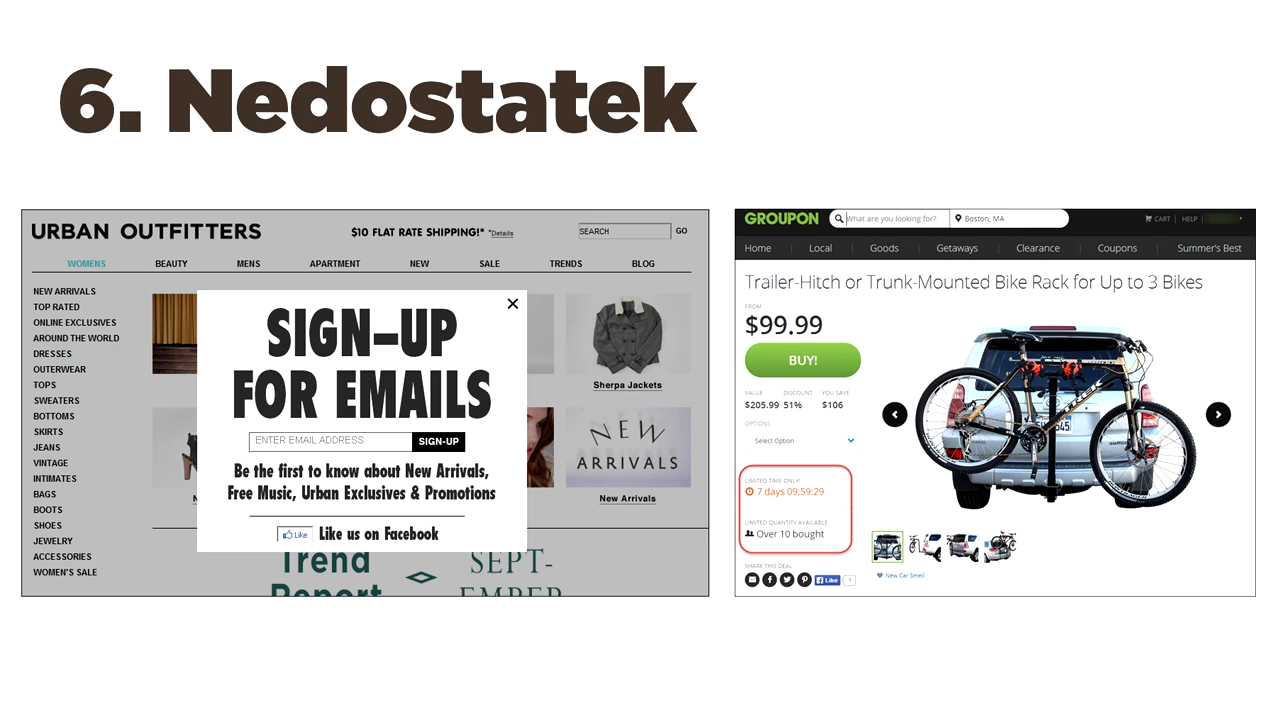 6. Nedostatek
URBAN OUTFITTERS
$10 FLAT RATE SHIPPING!* *Details
SEARCH GO
WOMENS BEAUTY MENS APARTMENT NEW SALE TRENDS BLOG
NEW ARRIVALS
TOP RATED
ONLINE EXCLUSIVES
AROUND THE WORLD
DRESSES
OUTERWEAR
TOPS
SWEATERS
BOTTOMS
SKIRTS
JEANS
VINTAGE
INTIMATES
BAGS
BOOTS
SHOES
JEWELRY
ACCESSORIES
WOMEN'S SALE
SIGN-UP
FOR EMAILS
ENTER EMAIL ADDRESS SIGN-UP
Be the first to know about New Arrivals,
Free Music, Urban Exclusives & Promotions
Like Like us on Facebook
Sherpa Jackets
NEW
ARRIVALS
N
New Arrivals
Trend
Report
SEPT-
EMBER
GROUPON
What are you looking for?
Boston, MA
CART HELP
Home Local Goods Getaways Clearance Coupons Summer's Best
Trailer-Hitch or Trunk-Mounted Bike Rack for Up to 3 Bikes
FROM
$99.99
BUY!
VALUE DISCOUNT YOU SAVE
$205.99 51% $106
OPTIONS
Select Option
LIMITED TIME ONLY!
7 days 09:59:29
LIMITED QUANTITY AVAILABLE
Over 10 bought
SHARE THIS DEAL
Like 1
New Car Smell
TREK